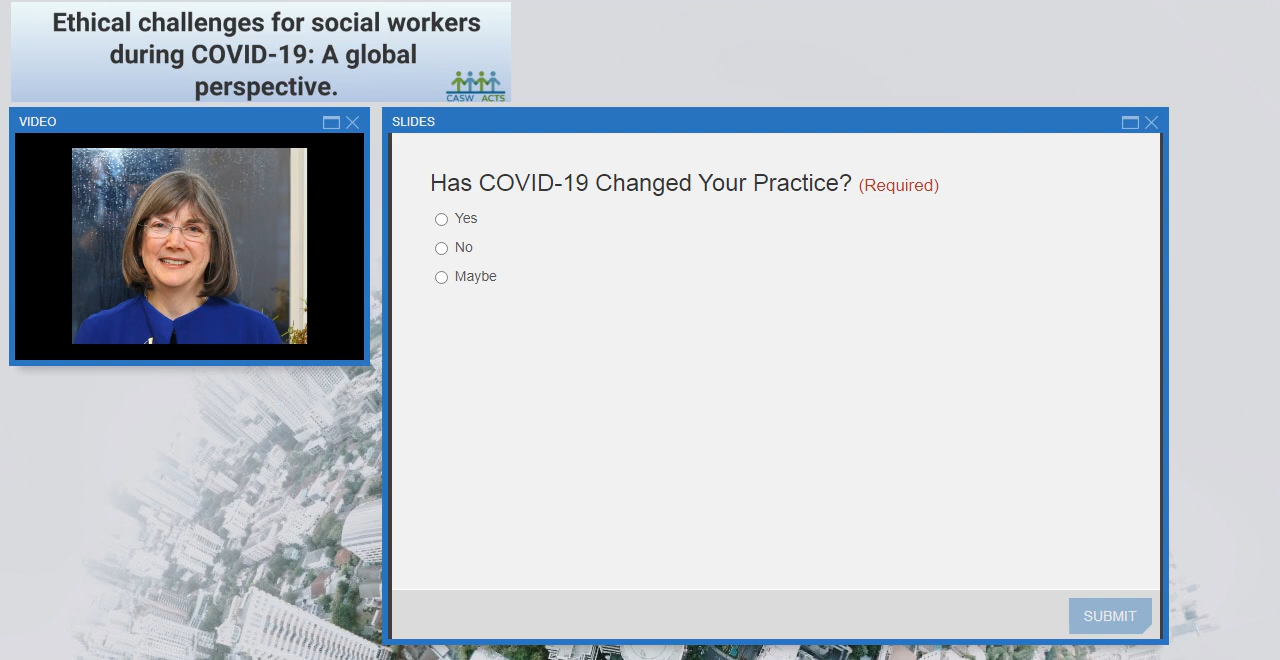 Ethical challenges for social workers
during COVID-19: A global
perspective.
CASW ACTS
VIDEO
SLIDES
Has COVID-19 Changed Your Practice? (Required)
Yes
No
Maybe
SUBMIT